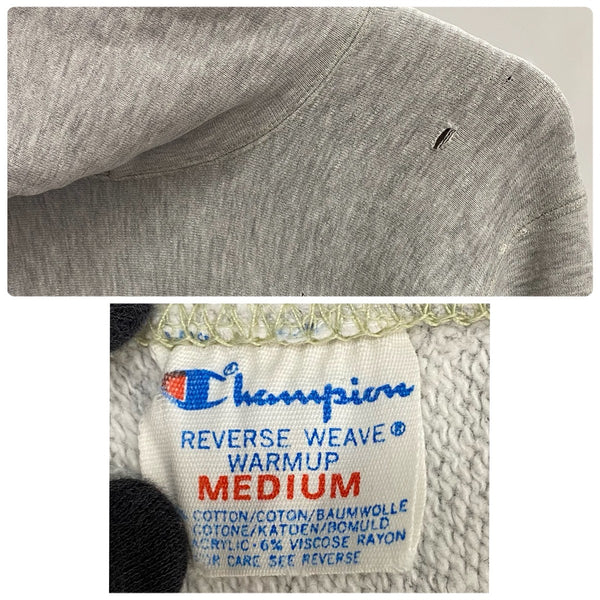 Champion
REVERSE WEAVE®
WARMUP
MEDIUM
COTTON/COTON/BAUMWOLLE
COTONE/KATOEN/BOMULD
ACRYLIC·6% VISCOSE RAYON
CARE SEE REVERSE